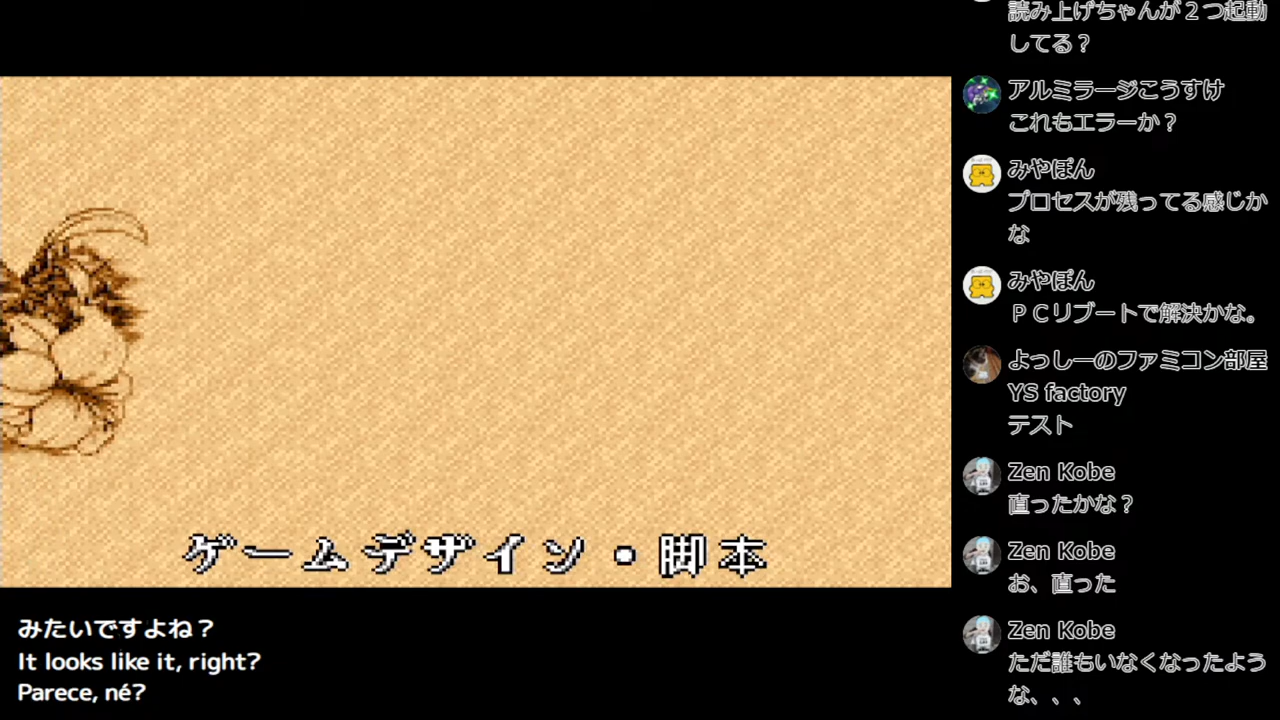 ゲームデザイン・脚本
みたいですよね？
It looks like it, right?
Parece, né?
読み上げちゃんが２つ起動
してる？
アルミラージこうすけ
これもエラーか？
みやぽん
プロセスが残ってる感じか
な
みやぽん
ＰＣリブートで解決かな。
よっしーのファミコン部屋
YS factory
テスト
Zen Kobe
直ったかな？
Zen Kobe
お、直った
Zen Kobe
ただ誰もいなくなったよう
な、、、